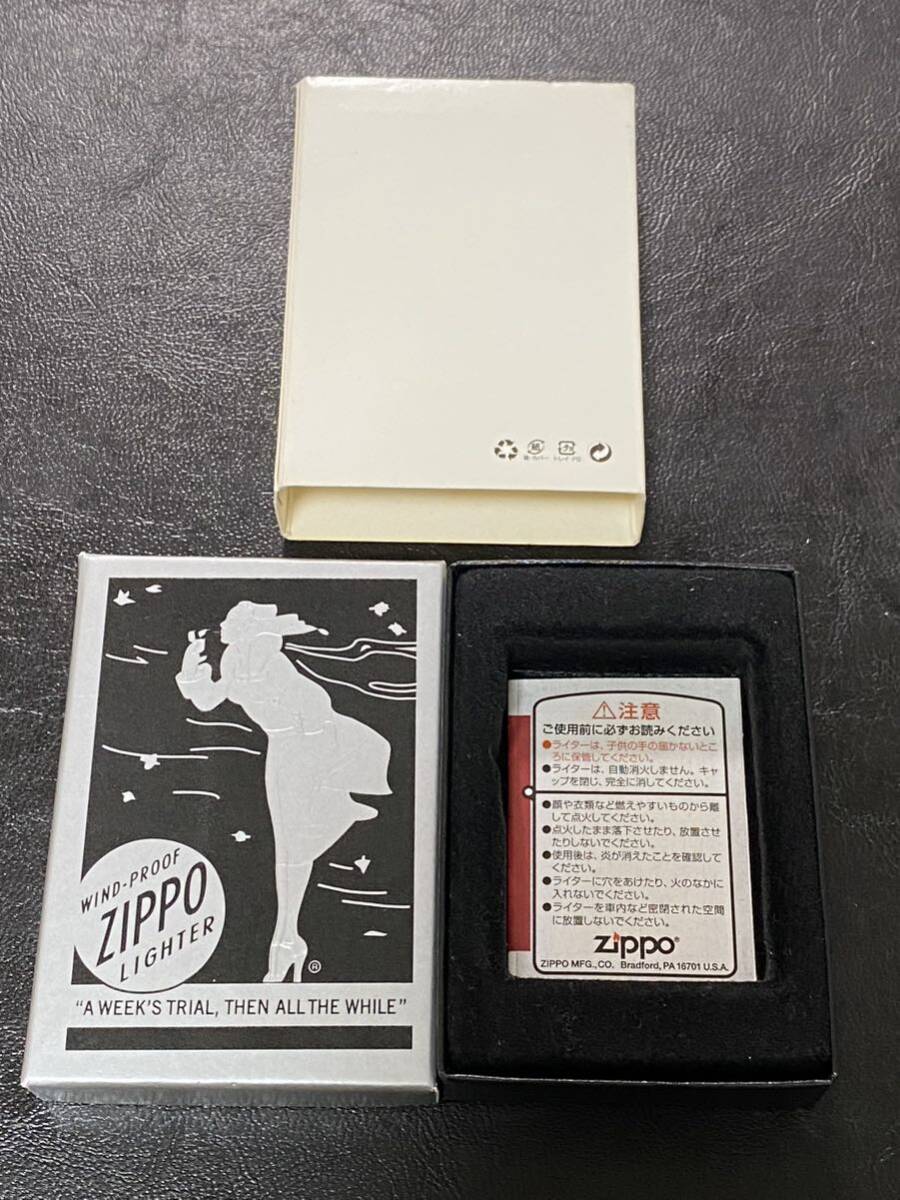 紙
箱・カバー トレイ・PS
WIND-PROOF
ZIPPO
LIGHTER
®
"A WEEK'S TRIAL, THEN ALL THE WHILE"
⚠注意
ご使用前に必ずお読みください
●ライターは、子供の手の届かないとこ
ろに保管してください。
●ライターは、自動消火しません。キャ
ップを閉じ、完全に消してください。
●顔や衣類など燃えやすいものから離
して点火してください。
●点火したまま落下させたり、放置させ
たりしないでください。
●使用後は、炎が消えたことを確認して
ください。
●ライターに穴をあけたり、火のなかに
入れないでください。
●ライターを車内など密閉された空間
に放置しないでください。
zippo®
ZIPPO MFG.,CO. Bradford, PA 16701 U.S.A.